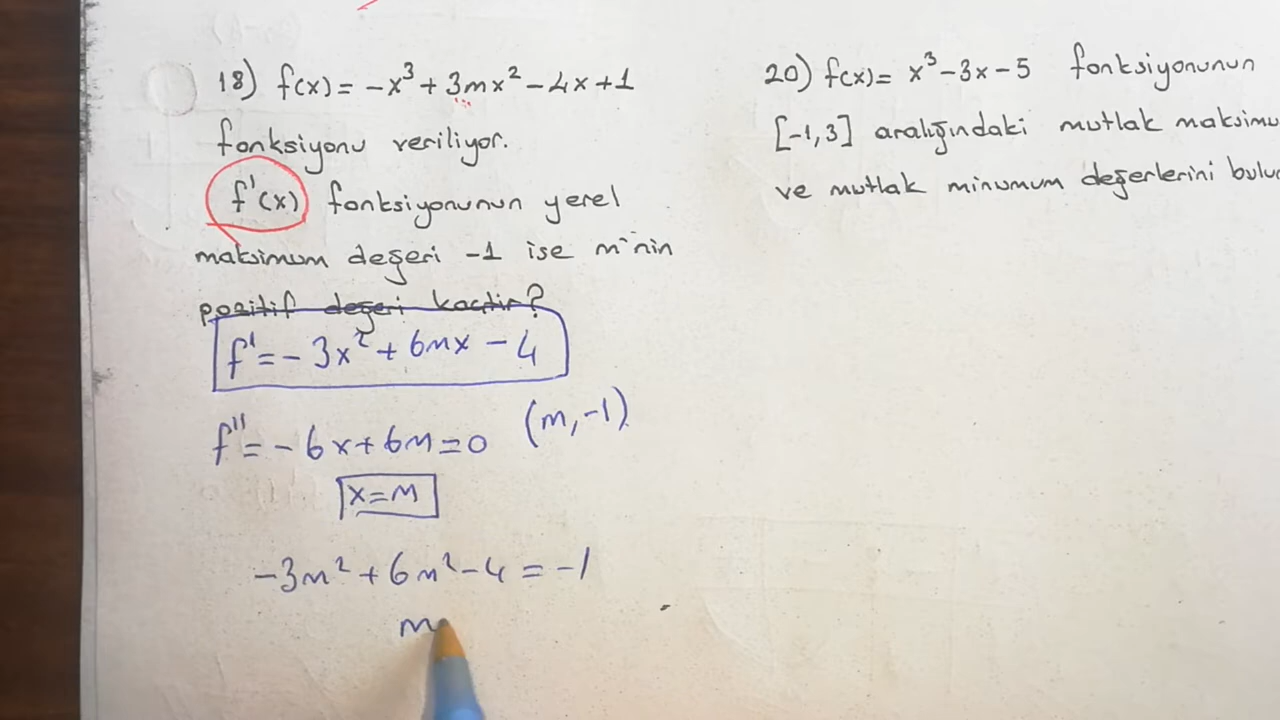 18) f(x) = -x³ + 3mx² - 4x + 1
fonksiyonu veriliyor.
f'(x) fonksiyonunun yerel
maksimum değeri -1 ise m'nin
pozitif değeri kaçtır?
f' = - 3x² + 6mx - 4
f'' = - 6x + 6m = 0 (m, -1)
x = m
-3m² + 6m² - 4 = -1
m
20) f(x) = x³ - 3x - 5 fonksiyonunun
[-1, 3] aralığındaki mutlak maksimu
ve mutlak minumum değerlerini bulu